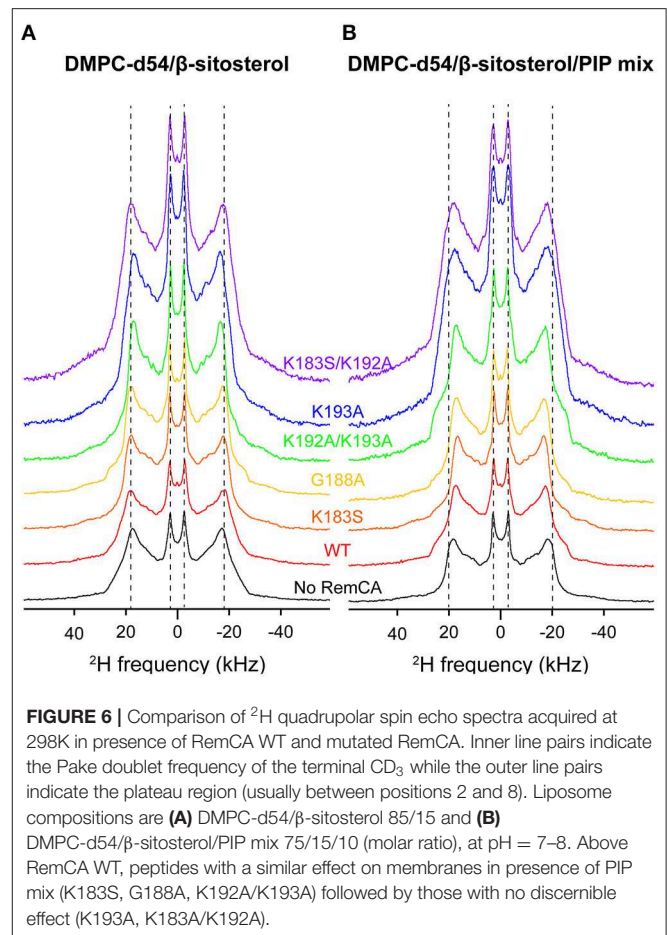 A
B
DMPC-d54/β-sitosterol
DMPC-d54/β-sitosterol/PIP mix
K183S/K192A
K193A
K192A/K193A
G188A
K183S
WT
No RemCA
40 20 0 -20 -40
40 20 0 -20 -40
²H frequency (kHz)
²H frequency (kHz)
FIGURE 6 | Comparison of ²H quadrupolar spin echo spectra acquired at
298K in presence of RemCA WT and mutated RemCA. Inner line pairs indicate
the Pake doublet frequency of the terminal CD₃ while the outer line pairs
indicate the plateau region (usually between positions 2 and 8). Liposome
compositions are (A) DMPC-d54/β-sitosterol 85/15 and (B)
DMPC-d54/β-sitosterol/PIP mix 75/15/10 (molar ratio), at pH = 7–8. Above
RemCA WT, peptides with a similar effect on membranes in presence of PIP
mix (K183S, G188A, K192A/K193A) followed by those with no discernible
effect (K193A, K183A/K192A).